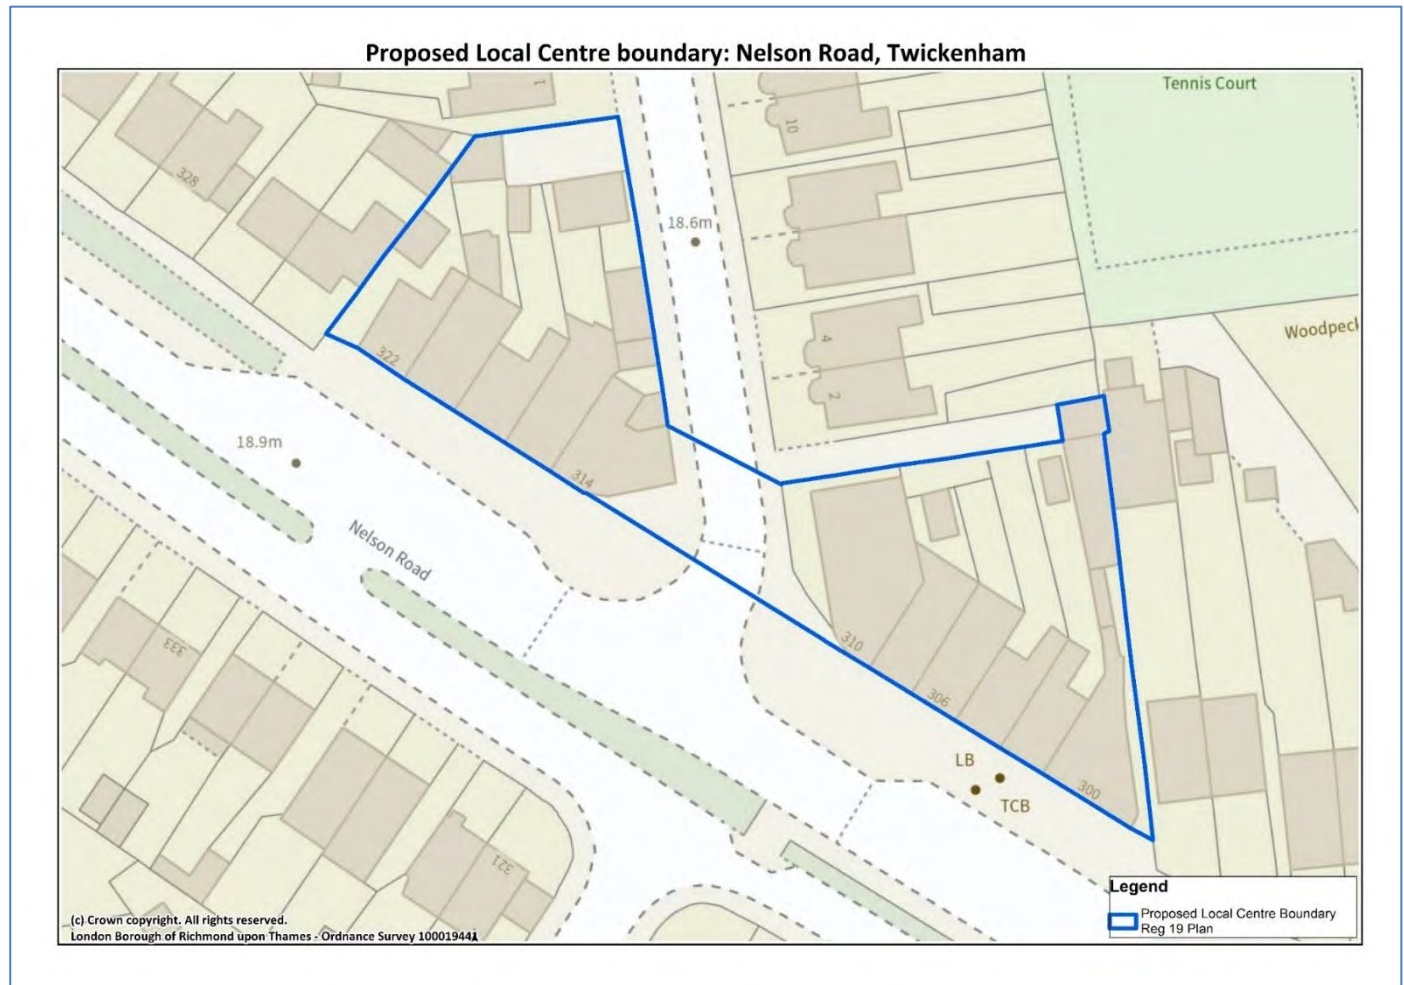 Proposed Local Centre boundary: Nelson Road, Twickenham
Tennis Court
1
10
328
18.6m
Woodpeck
4
322
2
18.9m
314
Nelson Road
310
333
306
LB
300
TCB
321
Legend
Proposed Local Centre Boundary
Reg 19 Plan
(c) Crown copyright. All rights reserved.
London Borough of Richmond upon Thames - Ordnance Survey 100019441